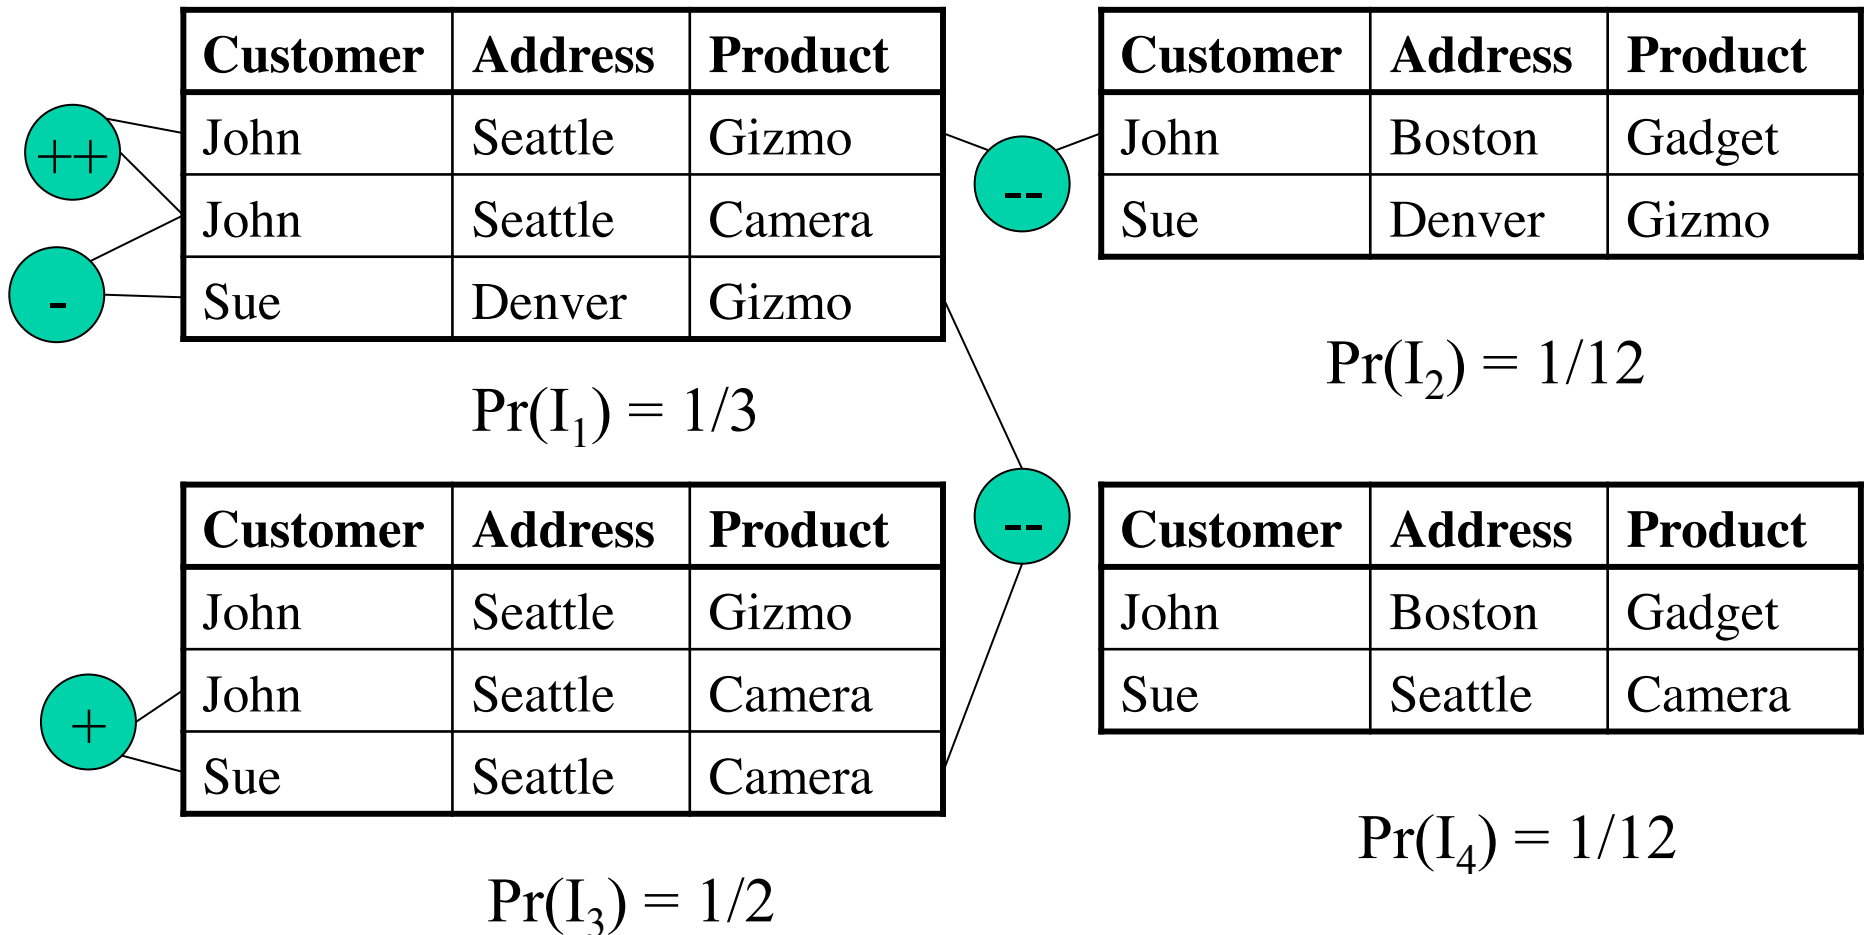 Customer Address Product
++ John Seattle Gizmo
John Seattle Camera
- Sue Denver Gizmo
Pr(I1) = 1/3
--
Customer Address Product
John Boston Gadget
Sue Denver Gizmo
Pr(I2) = 1/12
Customer Address Product
John Seattle Gizmo
John Seattle Camera
+ Sue Seattle Camera
Pr(I3) = 1/2
--
Customer Address Product
John Boston Gadget
Sue Seattle Camera
Pr(I4) = 1/12